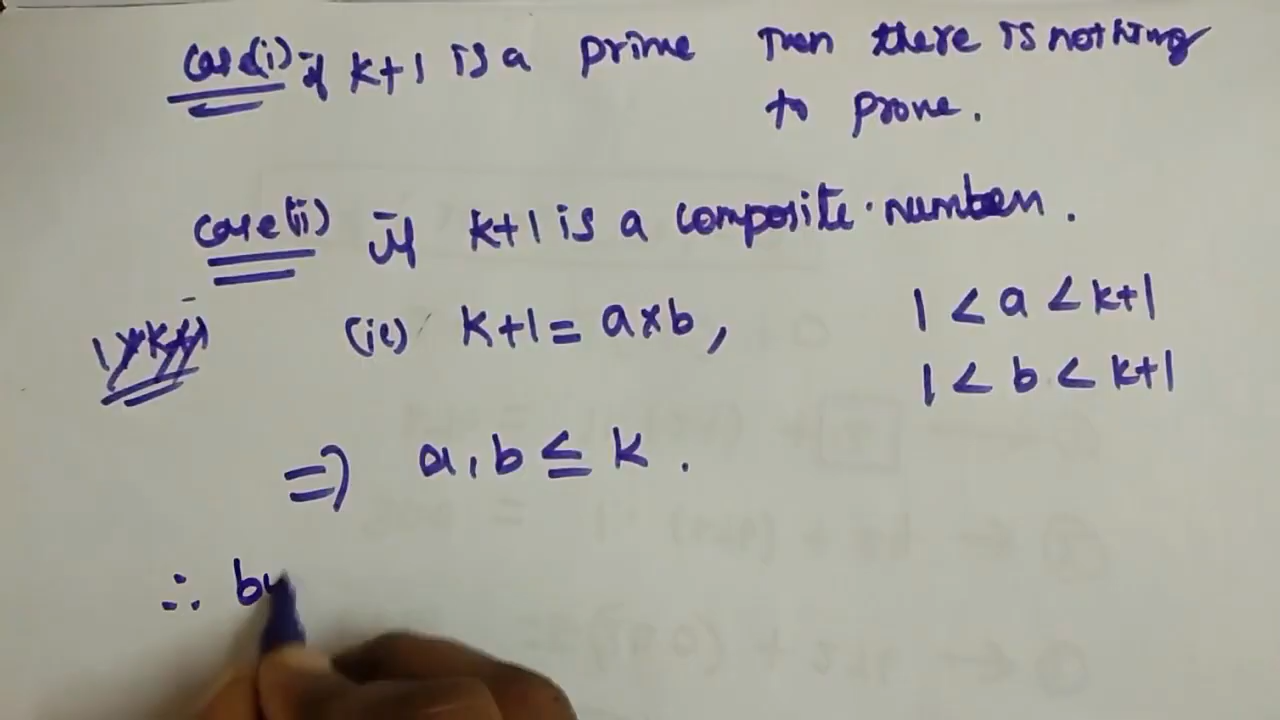 case(i) if k+1 is a prime Then there is nothing
to prove.
case(ii) if k+1 is a composite number.
(ie) k+1 = a×b, 1 < a < k+1
1 < b < k+1
⇒ a, b ≤ k.
∴ by